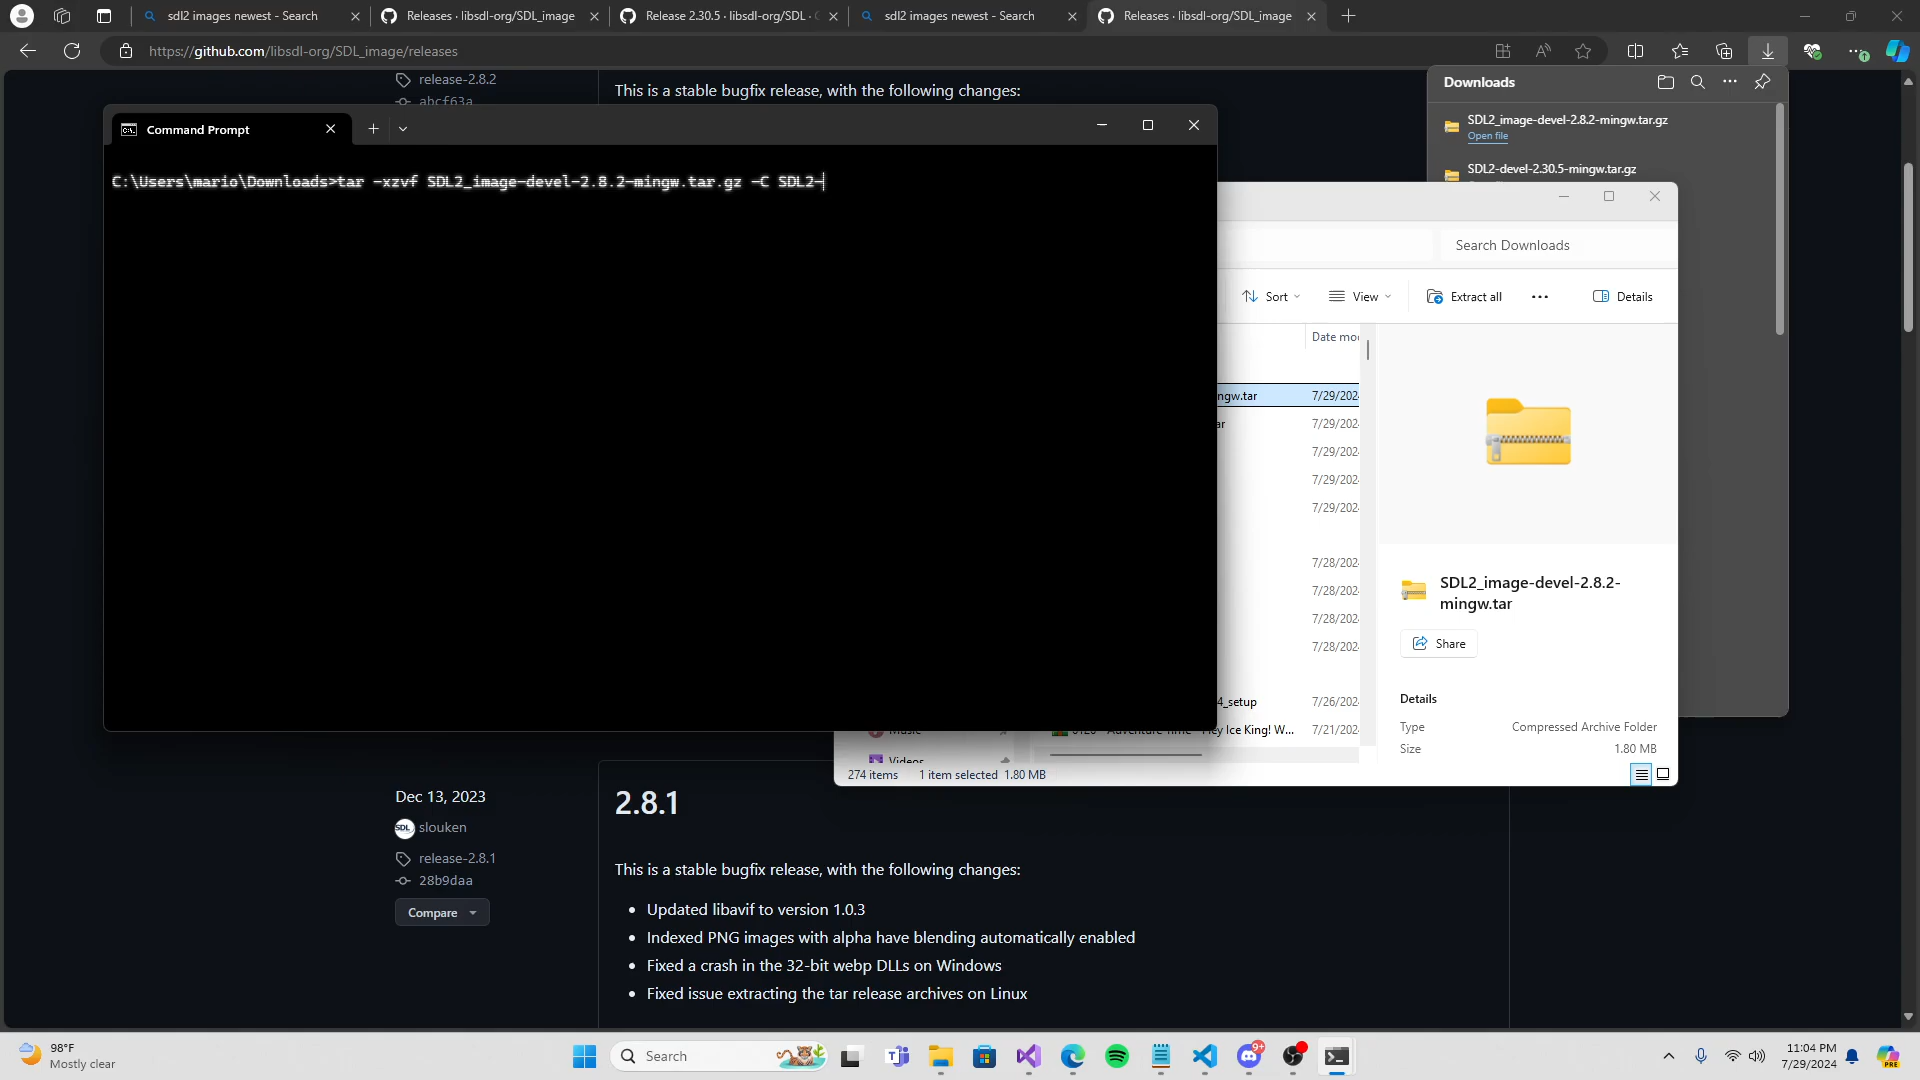 sdl2 images newest - Search
Releases · libsdl-org/SDL_image
Release 2.30.5 · libsdl-org/SDL ·
sdl2 images newest - Search
Releases · libsdl-org/SDL_image
https://github.com/libsdl-org/SDL_image/releases
release-2.8.2
abcf63a
This is a stable bugfix release, with the following changes:
Downloads
SDL2_image-devel-2.8.2-mingw.tar.gz
Open file
SDL2-devel-2.30.5-mingw.tar.gz
Command Prompt
C:\Users\mario\Downloads>tar -xzvf SDL2_image-devel-2.8.2-mingw.tar.gz -C SDL2-
Search Downloads
Sort
View
Extract all
Details
Date mo
ngw.tar 7/29/202
ar 7/29/202
7/29/202
7/29/202
7/29/202
7/28/202
7/28/202
7/28/202
7/28/202
4_setup 7/26/202
Music
Adventure Time - Hey Ice King! W... 7/21/202
Videos
SDL2_image-devel-2.8.2-
mingw.tar
Share
Details
Type Compressed Archive Folder
Size 1.80 MB
274 items 1 item selected 1.80 MB
Dec 13, 2023
SDL slouken
release-2.8.1
28b9daa
Compare
2.8.1
This is a stable bugfix release, with the following changes:
• Updated libavif to version 1.0.3
• Indexed PNG images with alpha have blending automatically enabled
• Fixed a crash in the 32-bit webp DLLs on Windows
• Fixed issue extracting the tar release archives on Linux
98°F
Mostly clear
Search
9+
11:04 PM
7/29/2024
PRE